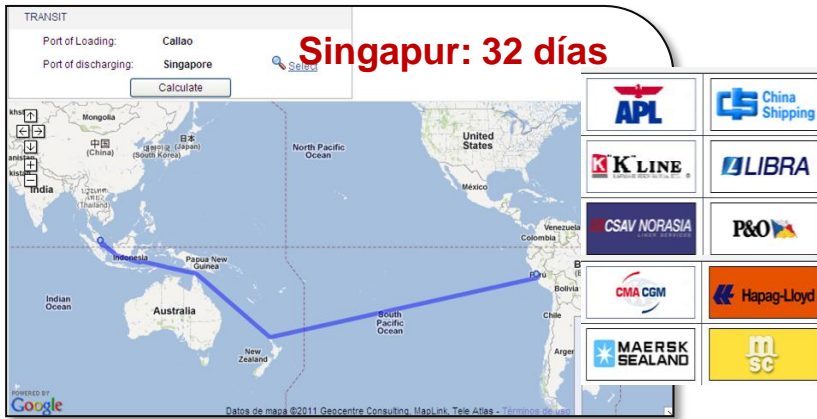 TRANSIT
Port of Loading: Callao
Port of discharging: Singapore
Select
Calculate
Singapur: 32 días
Mongolia
中国
(China)
대한민국
(South Korea)
日本
(Japan)
India
(Thailand)
Indonesia
Papua New
Guinea
Indian
Ocean
Australia
New
Zealand
North Pacific
Ocean
South
Pacific
Ocean
United
States
México
Venezuela
Colombia
Perú
Bolivia
Chile
Argen
POWERED BY
Google
Datos de mapa ©2011 Geocentre Consulting, MapLink, Tele Atlas - Términos de uso
APL
China
Shipping
"K" LINE
LIBRA
CSAV NORASIA
P&O
CMA CGM
Hapag-Lloyd
MAERSK
SEALAND
msc